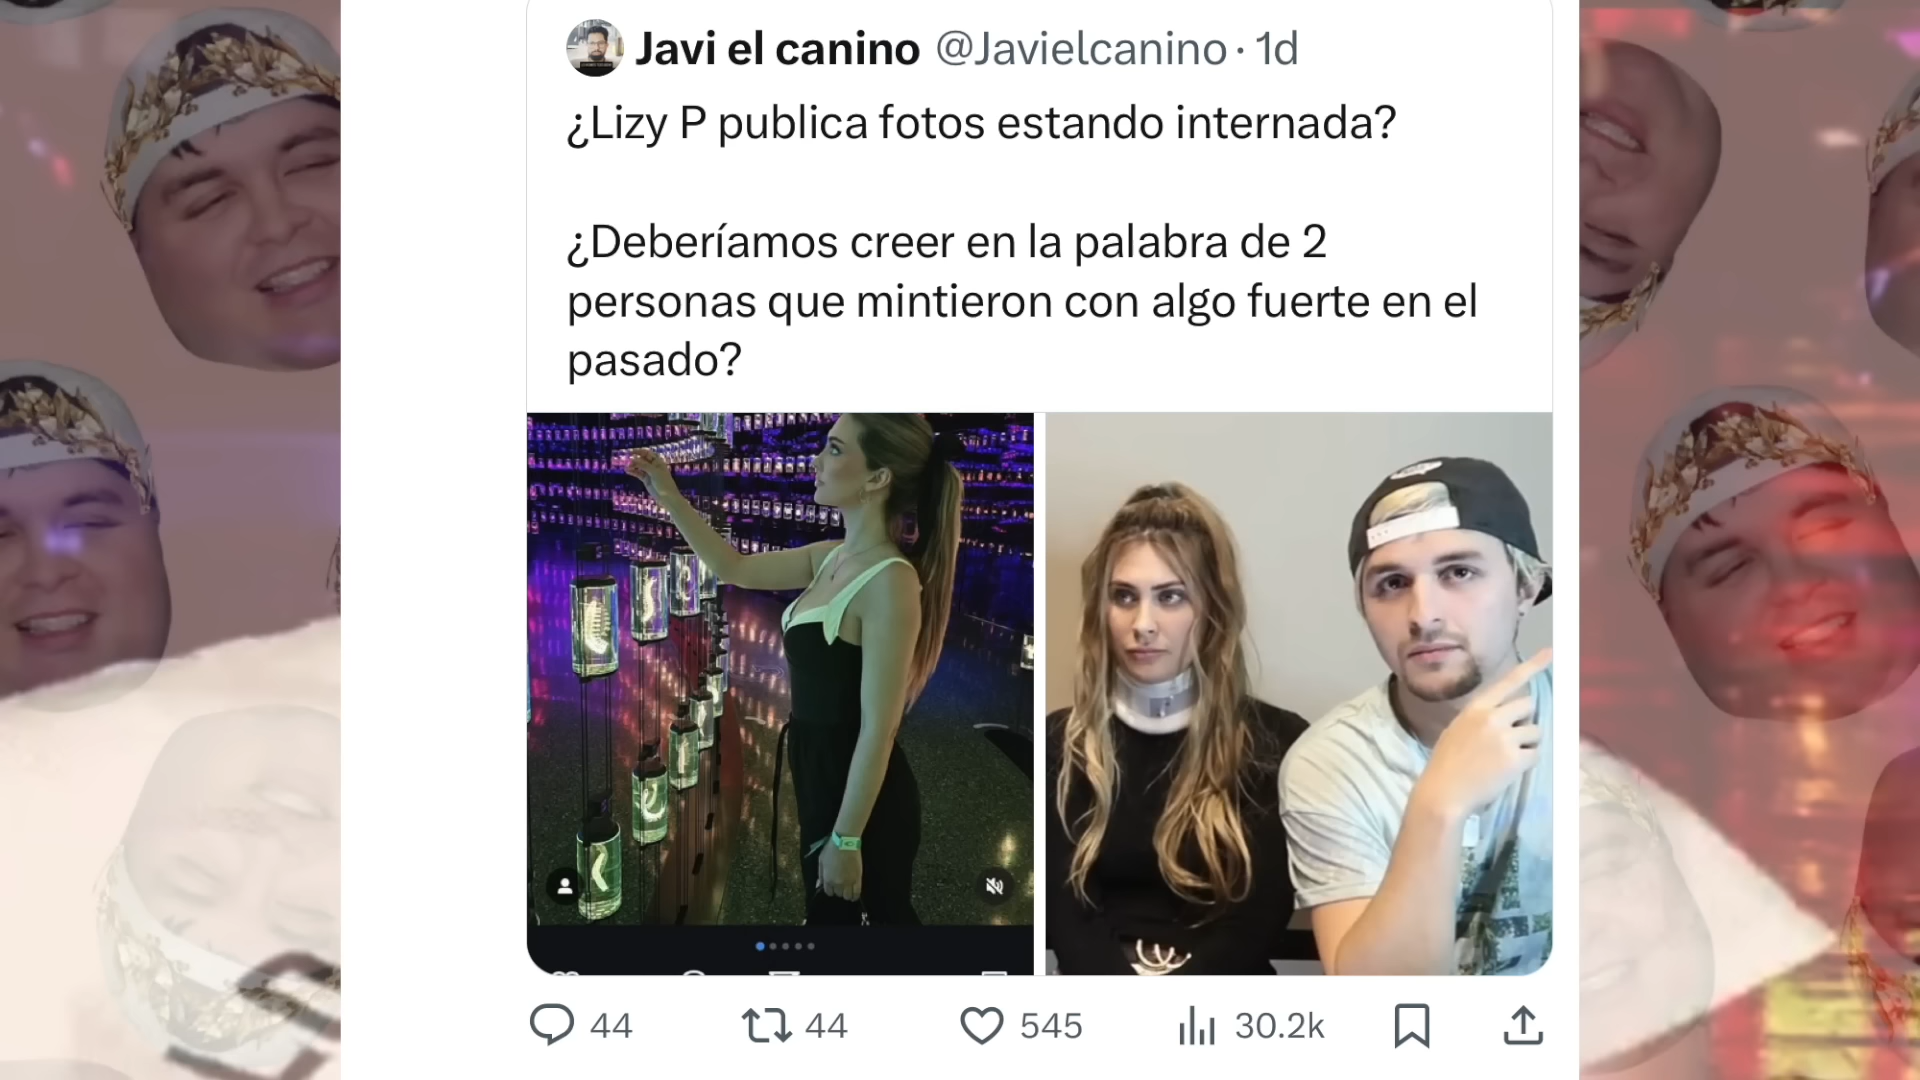 Javi el canino @Javielcanino · 1d
¿Lizy P publica fotos estando internada?
¿Deberíamos creer en la palabra de 2
personas que mintieron con algo fuerte en el
pasado?
44 44 545 30.2k